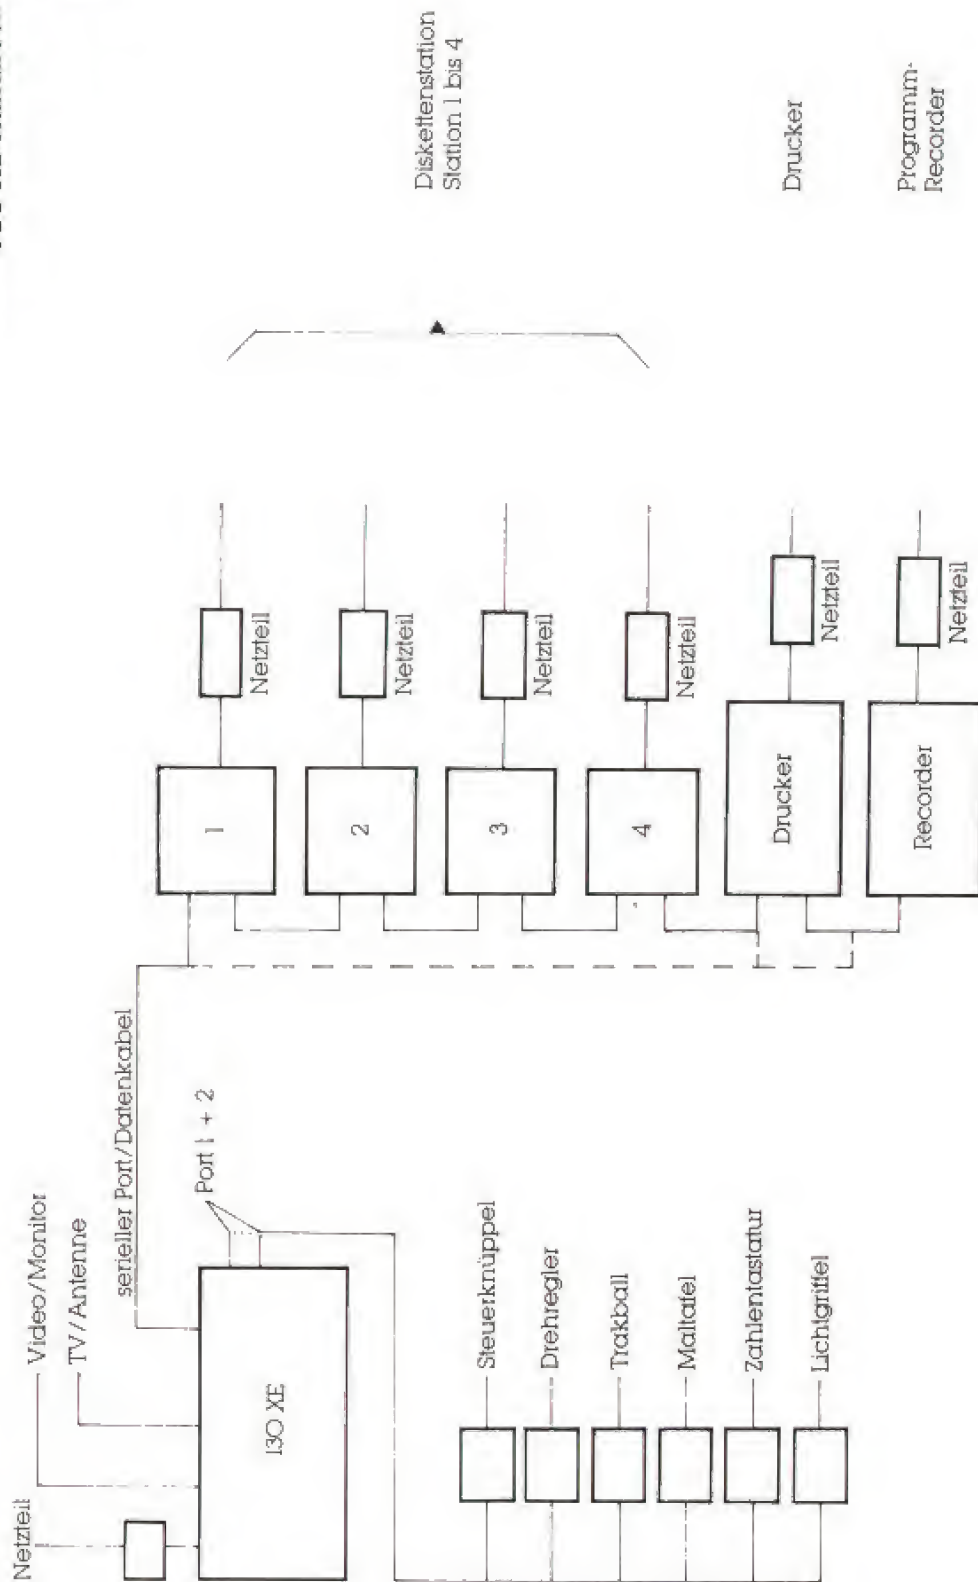 Netzteil
Video/Monitor
TV/Antenne
serieller Port/Datenkabel
Port 1 + 2
130 XE
Steuerknüppel
Drehregler
Trakball
Maltafel
Zahlentastatur
Lichtgriffel
1
Netzteil
2
Netzteil
3
Netzteil
4
Netzteil
Drucker
Netzteil
Recorder
Netzteil
Diskettenstation
Station 1 bis 4
Drucker
Programm-
Recorder